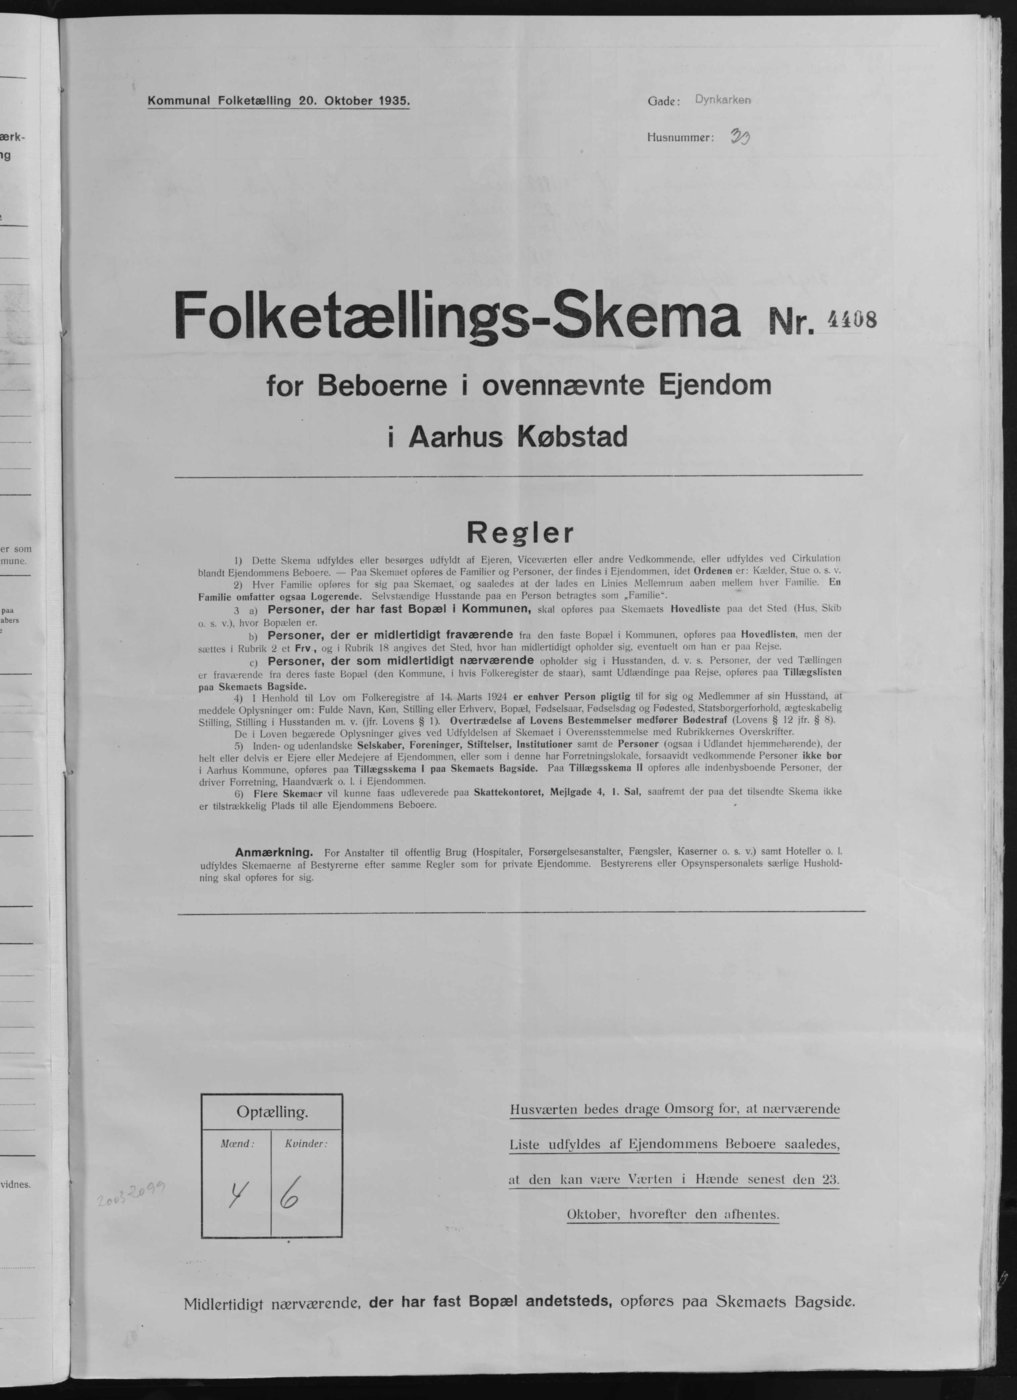 Kommunal Folketælling 20. Oktober 1935.
Gade: Dynkarken
Husnummer: 39
Folketællings-Skema Nr. 4408
for Beboerne i ovennævnte Ejendom
i Aarhus Købstad
Regler
1) Dette Skema udfyldes eller besørges udfyldt af Ejeren, Viceværten eller andre Vedkommende, eller udfyldes ved Cirkulation
blandt Ejendommens Beboere. — Paa Skemaet opføres de Familier og Personer, der findes i Ejendommen, idet Ordenen er: Kælder, Stue o. s. v.
2) Hver Familie opføres for sig paa Skemaet, og saaledes at der lades en Linies Mellemrum aaben mellem hver Familie. En
Familie omfatter ogsaa Logerende. Selvstændige Husstande paa en Person betragtes som „Familie".
3 a) Personer, der har fast Bopæl i Kommunen, skal opføres paa Skemaets Hovedliste paa det Sted (Hus, Skib
o. s. v.), hvor Bopælen er.
b) Personer, der er midlertidigt fraværende fra den faste Bopæl i Kommunen, opføres paa Hovedlisten, men der
sættes i Rubrik 2 et Frv., og i Rubrik 18 angives det Sted, hvor han midlertidigt opholder sig, eventuelt om han er paa Rejse.
c) Personer, der som midlertidigt nærværende opholder sig i Husstanden, d. v. s. Personer, der ved Tællingen
er fraværende fra deres faste Bopæl (den Kommune, i hvis Folkeregister de staar), samt Udlændinge paa Rejse, opføres paa Tillægslisten
paa Skemaets Bagside.
4) I Henhold til Lov om Folkeregistre af 14. Marts 1924 er enhver Person pligtig til for sig og Medlemmer af sin Husstand, at
meddele Oplysninger om: Fulde Navn, Køn, Stilling eller Erhverv, Bopæl, Fødselsaar, Fødselsdag og Fødested, Statsborgerforhold, ægteskabelig
Stilling, Stilling i Husstanden m. v. (jfr. Lovens § 1). Overtrædelse af Lovens Bestemmelser medfører Bødestraf (Lovens § 12 jfr. § 8).
De i Loven begærede Oplysninger gives ved Udfyldelsen af Skemaet i Overensstemmelse med Rubrikkernes Overskrifter.
5) Inden- og udenlandske Selskaber, Foreninger, Stiftelser, Institutioner samt de Personer (ogsaa i Udlandet hjemmehørende), der
helt eller delvis er Ejere eller Medejere af Ejendommen, eller som i denne har Forretningslokale, forsaavidt vedkommende Personer ikke bor
i Aarhus Kommune, opføres paa Tillægsskema I paa Skemaets Bagside. Paa Tillægsskema II opføres alle indenbysboende Personer, der
driver Forretning, Haandværk o. l. i Ejendommen.
6) Flere Skemaer vil kunne faas udleverede paa Skattekontoret, Mejlgade 4, 1. Sal, saafremt der paa det tilsendte Skema ikke
er tilstrækkelig Plads til alle Ejendommens Beboere.
Anmærkning. For Anstalter til offentlig Brug (Hospitaler, Forsørgelsesanstalter, Fængsler, Kaserner o. s. v.) samt Hoteller o. l.
udfyldes Skemaerne af Bestyrerne efter samme Regler som for private Ejendomme. Bestyrerens eller Opsynspersonalets særlige Hushold-
ning skal opføres for sig.
Optælling.
Mænd: Kvinder:
4 6
2003-2099
Husværten bedes drage Omsorg for, at nærværende
Liste udfyldes af Ejendommens Beboere saaledes,
at den kan være Værten i Hænde senest den 23.
Oktober, hvorefter den afhentes.
Midlertidigt nærværende, der har fast Bopæl andetsteds, opføres paa Skemaets Bagside.
ærk-
ng
er som
mune.
paa
abers
vidnes.